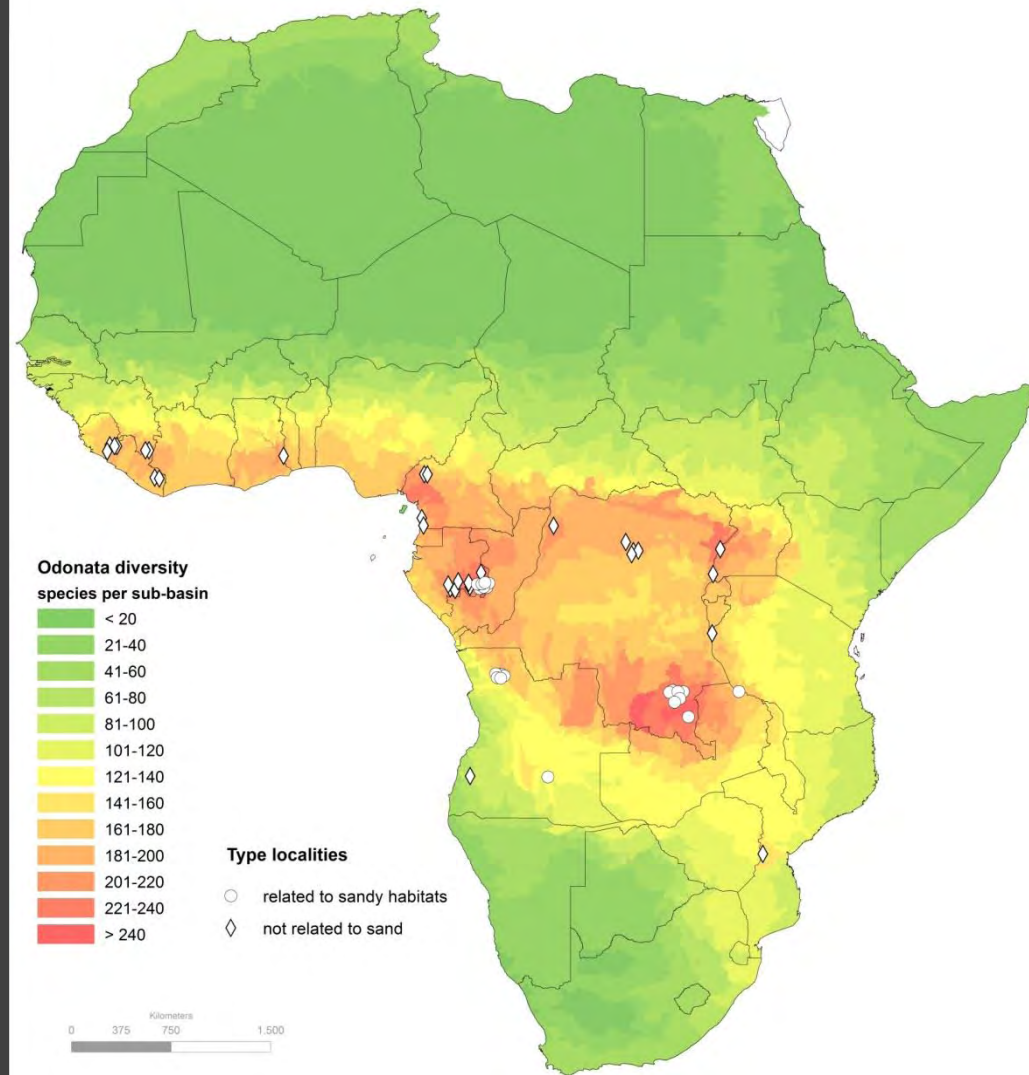 Odonata diversity
species per sub-basin
< 20
21-40
41-60
61-80
81-100
101-120
121-140
141-160
161-180
181-200
201-220
221-240
> 240
Type localities
related to sandy habitats
not related to sand
Kilometers
0 375 750 1.500